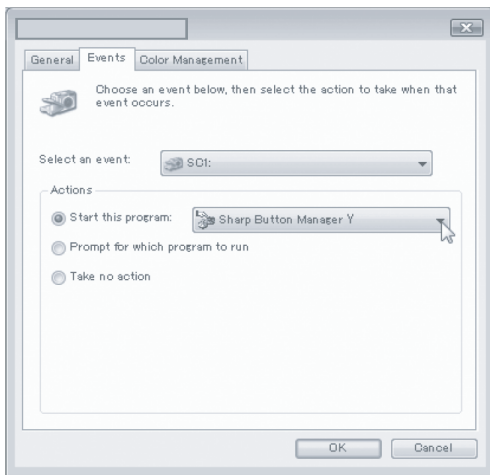 General Events Color Management
Choose an event below, then select the action to take when that
event occurs.
Select an event: SC1:
Actions
Start this program: Sharp Button Manager Y
Prompt for which program to run
Take no action
OK Cancel